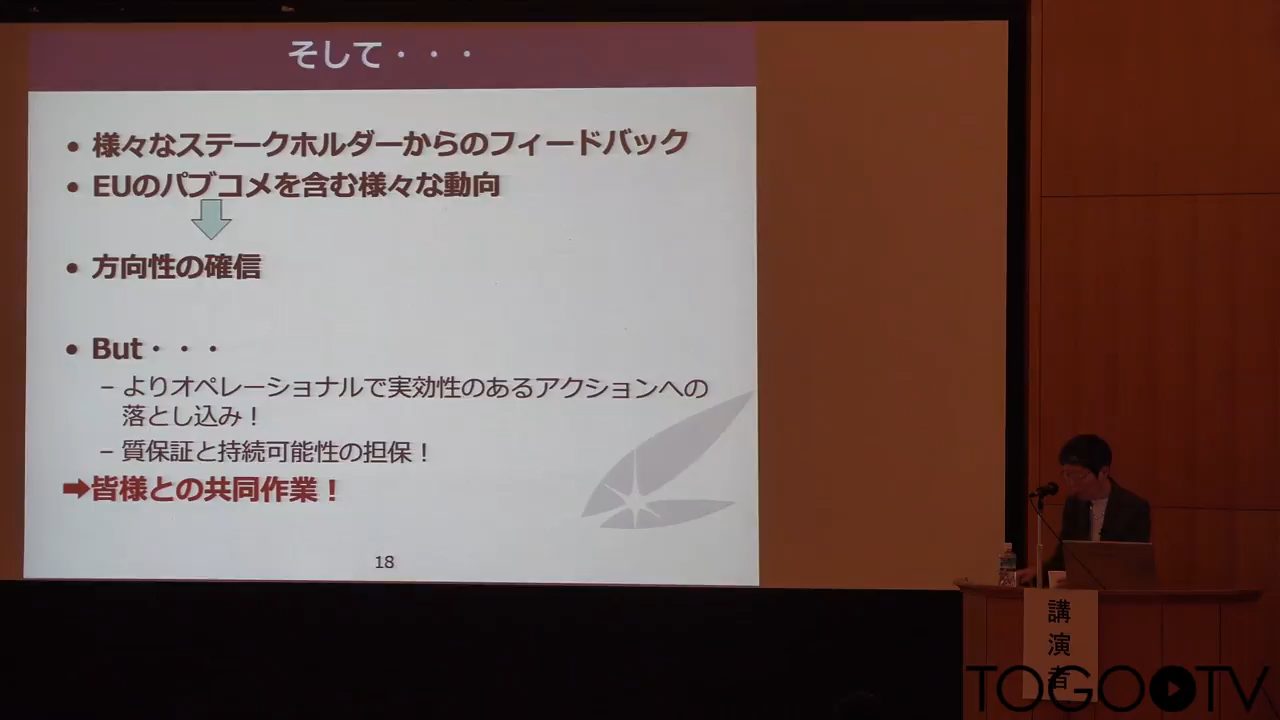 そして・・・
• 様々なステークホルダーからのフィードバック
• EUのパブコメを含む様々な動向
• 方向性の確信
• But・・・
– よりオペレーショナルで実効性のあるアクションへの
落とし込み！
– 質保証と持続可能性の担保！
➡皆様との共同作業！
18
講演者
TOGOTV